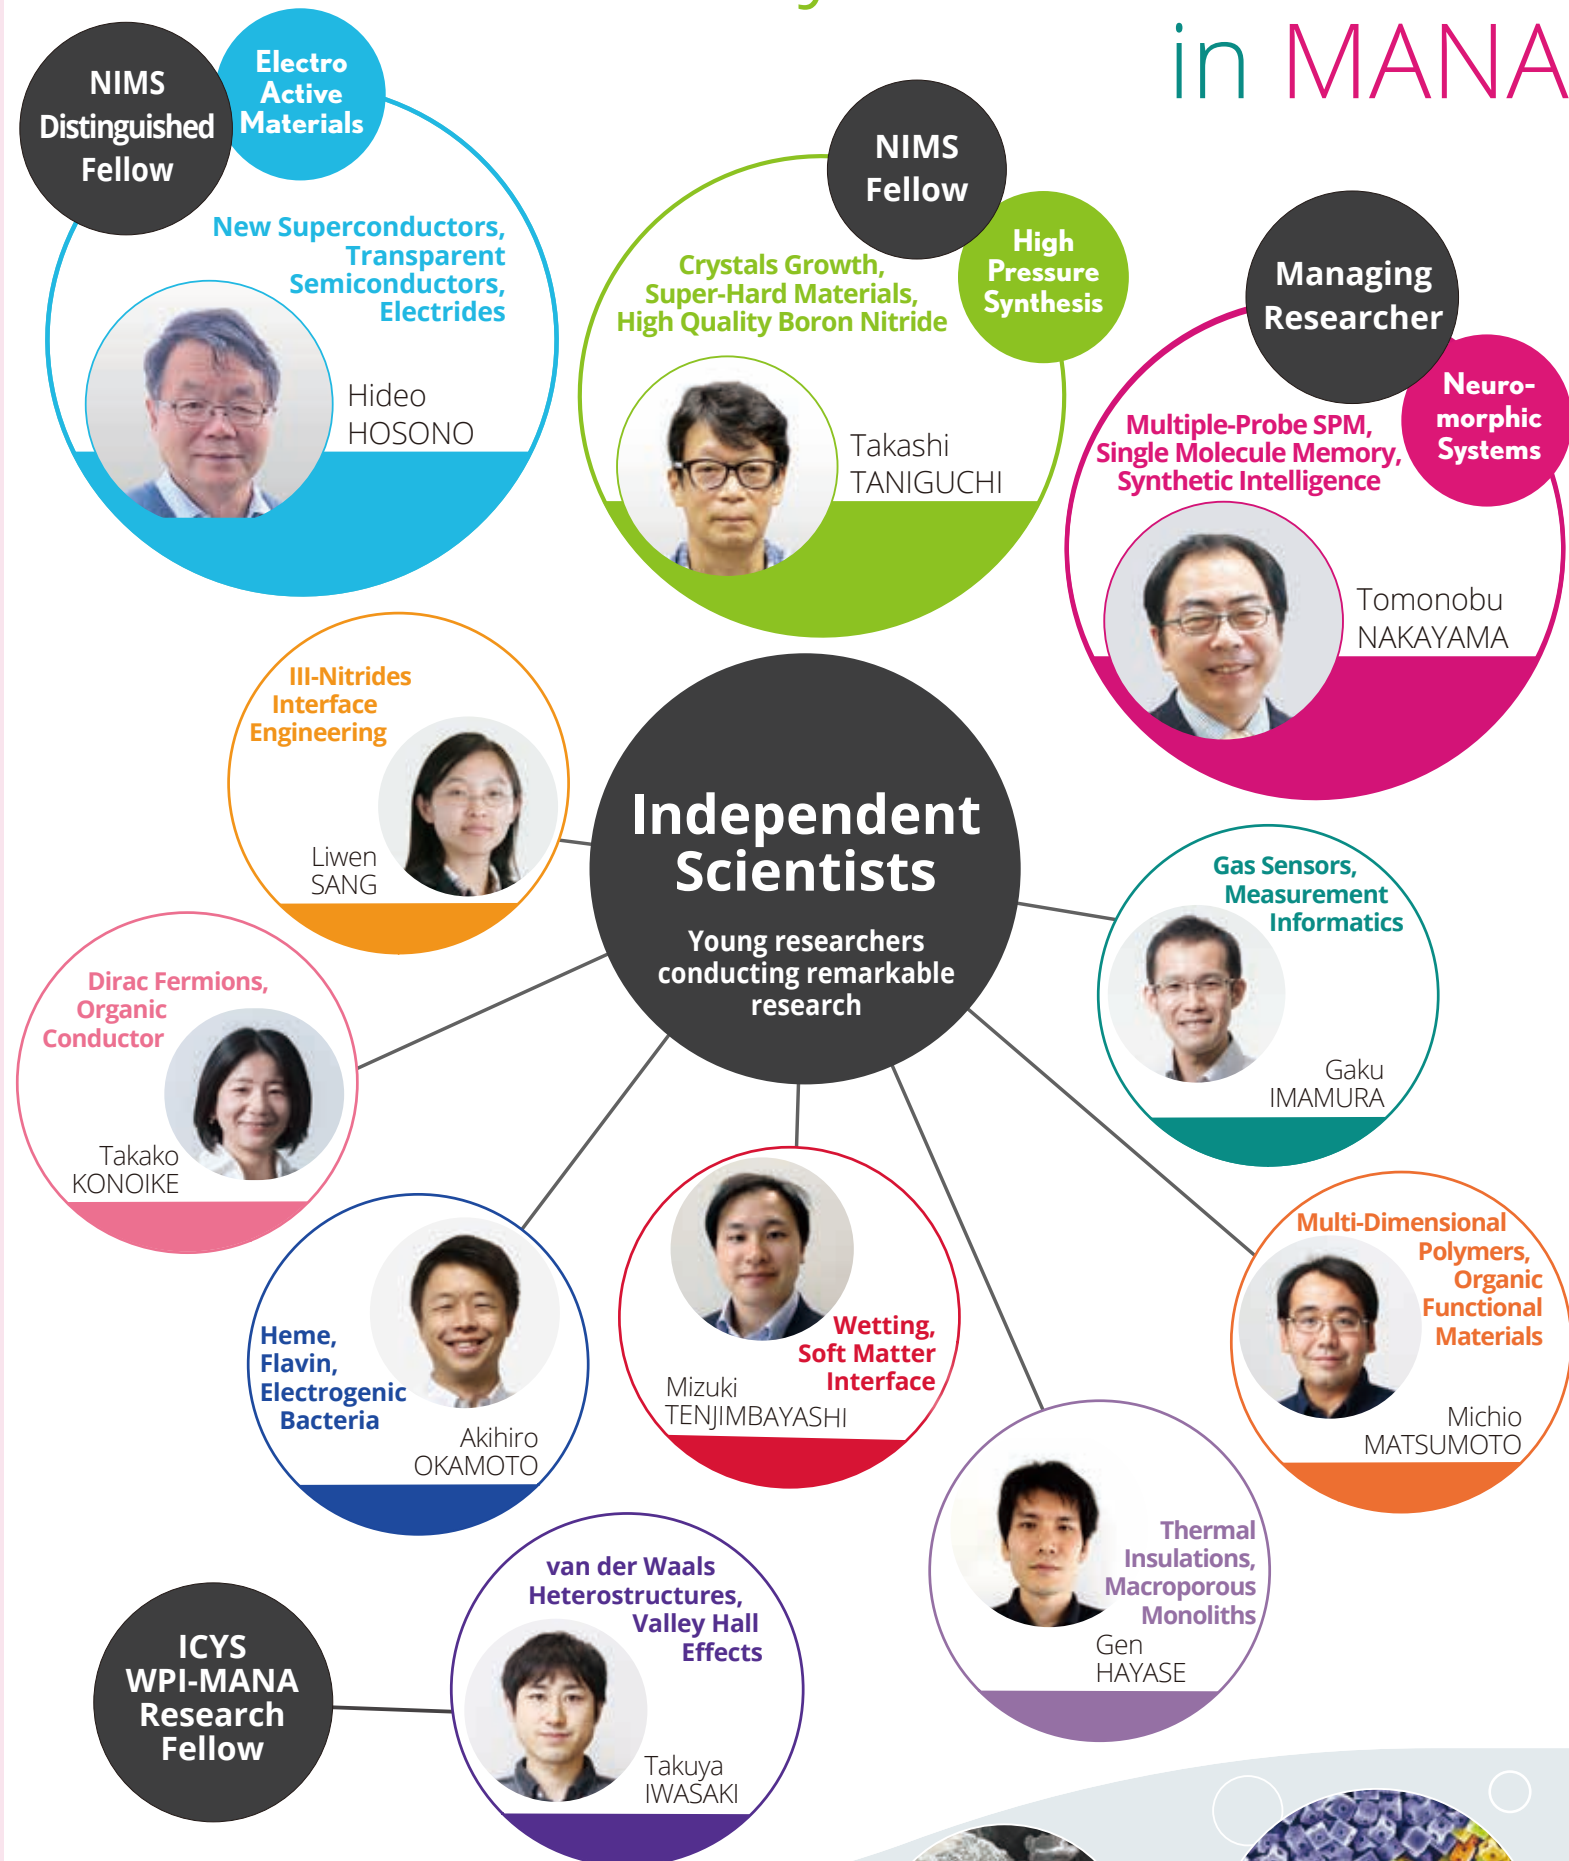 in MANA
NIMS
Distinguished
Fellow
Electro
Active
Materials
New Superconductors,
Transparent
Semiconductors,
Electrides
Hideo
HOSONO
NIMS
Fellow
High
Pressure
Synthesis
Crystals Growth,
Super-Hard Materials,
High Quality Boron Nitride
Takashi
TANIGUCHI
Managing
Researcher
Neuro-
morphic
Systems
Multiple-Probe SPM,
Single Molecule Memory,
Synthetic Intelligence
Tomonobu
NAKAYAMA
Independent
Scientists
Young researchers
conducting remarkable
research
III-Nitrides
Interface
Engineering
Liwen
SANG
Gas Sensors,
Measurement
Informatics
Gaku
IMAMURA
Dirac Fermions,
Organic
Conductor
Takako
KONOIKE
Heme,
Flavin,
Electrogenic
Bacteria
Akihiro
OKAMOTO
Wetting,
Soft Matter
Interface
Mizuki
TENJIMBAYASHI
Multi-Dimensional
Polymers,
Organic
Functional
Materials
Michio
MATSUMOTO
Thermal
Insulations,
Macroporous
Monoliths
Gen
HAYASE
ICYS
WPI-MANA
Research
Fellow
van der Waals
Heterostructures,
Valley Hall
Effects
Takuya
IWASAKI